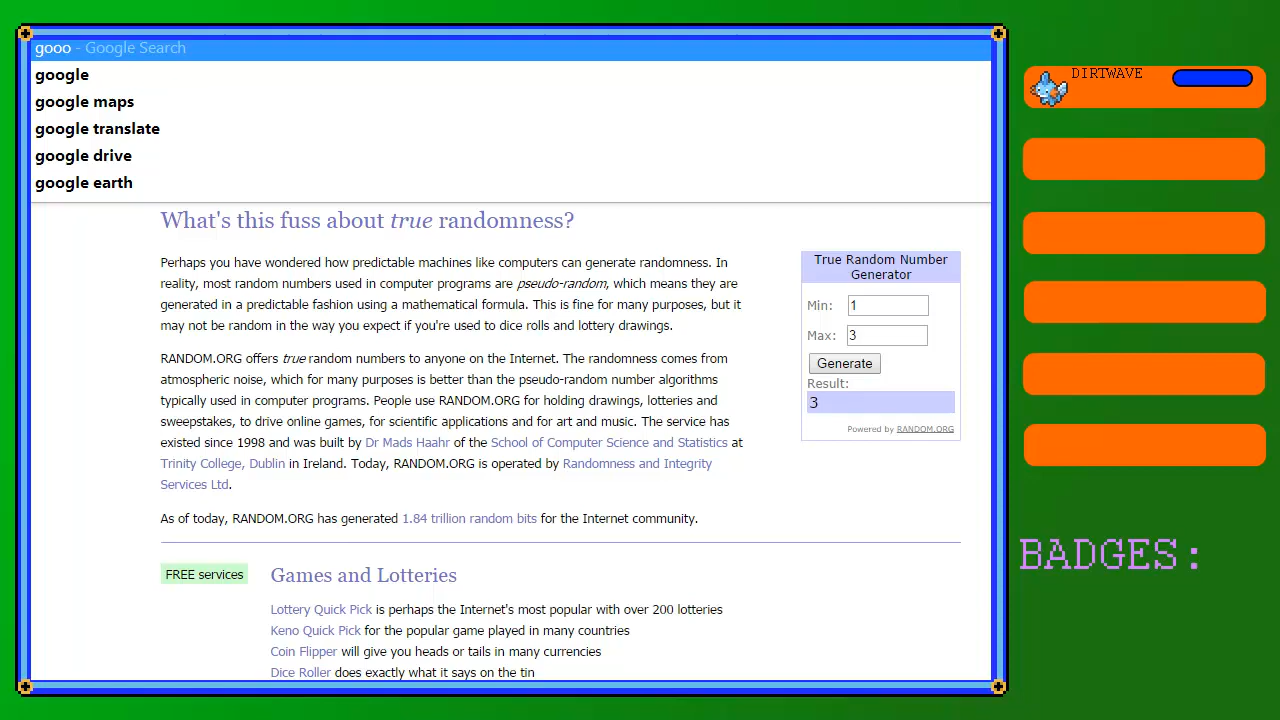 gooo - Google Search
google
google maps
google translate
google drive
google earth
What's this fuss about true randomness?
Perhaps you have wondered how predictable machines like computers can generate randomness. In
reality, most random numbers used in computer programs are pseudo-random, which means they are
generated in a predictable fashion using a mathematical formula. This is fine for many purposes, but it
may not be random in the way you expect if you're used to dice rolls and lottery drawings.
RANDOM.ORG offers true random numbers to anyone on the Internet. The randomness comes from
atmospheric noise, which for many purposes is better than the pseudo-random number algorithms
typically used in computer programs. People use RANDOM.ORG for holding drawings, lotteries and
sweepstakes, to drive online games, for scientific applications and for art and music. The service has
existed since 1998 and was built by Dr Mads Haahr of the School of Computer Science and Statistics at
Trinity College, Dublin in Ireland. Today, RANDOM.ORG is operated by Randomness and Integrity
Services Ltd.
As of today, RANDOM.ORG has generated 1.84 trillion random bits for the Internet community.
True Random Number
Generator
Min: 1
Max: 3
Generate
Result:
3
Powered by RANDOM.ORG
FREE services
Games and Lotteries
Lottery Quick Pick is perhaps the Internet's most popular with over 200 lotteries
Keno Quick Pick for the popular game played in many countries
Coin Flipper will give you heads or tails in many currencies
Dice Roller does exactly what it says on the tin
DIRTWAVE
BADGES: